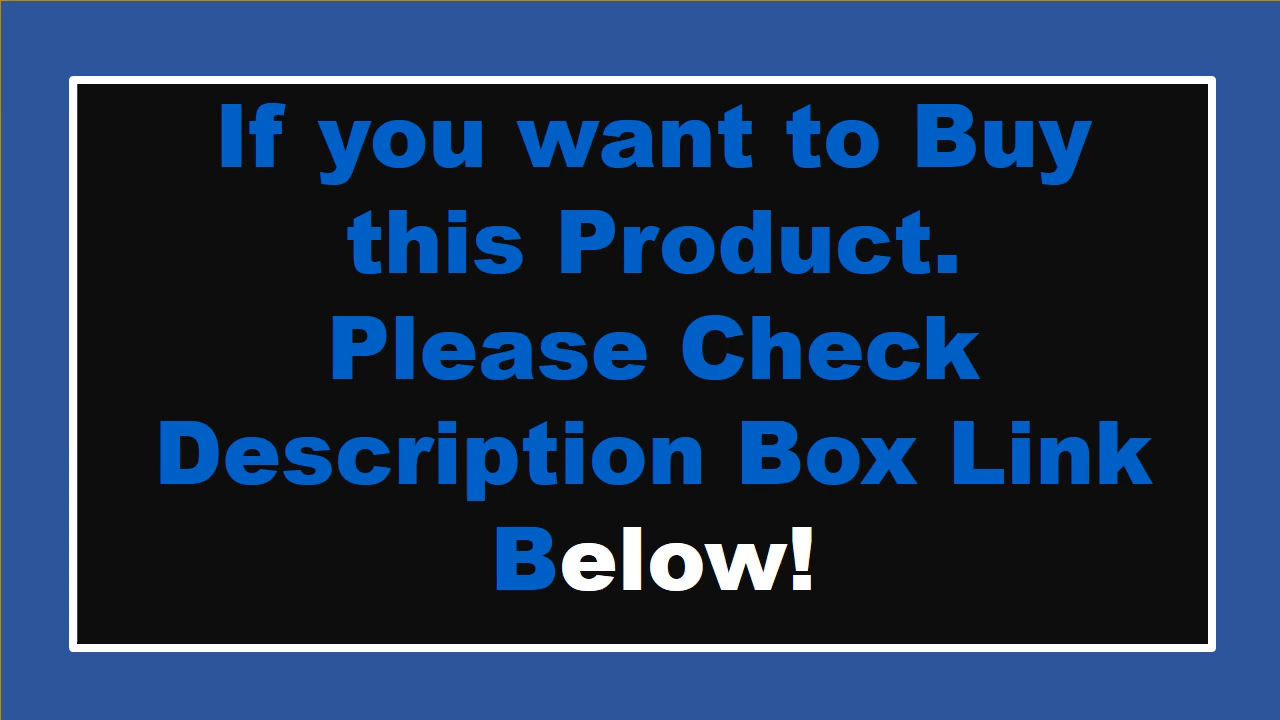 If you want to Buy
this Product.
Please Check
Description Box Link
Below!